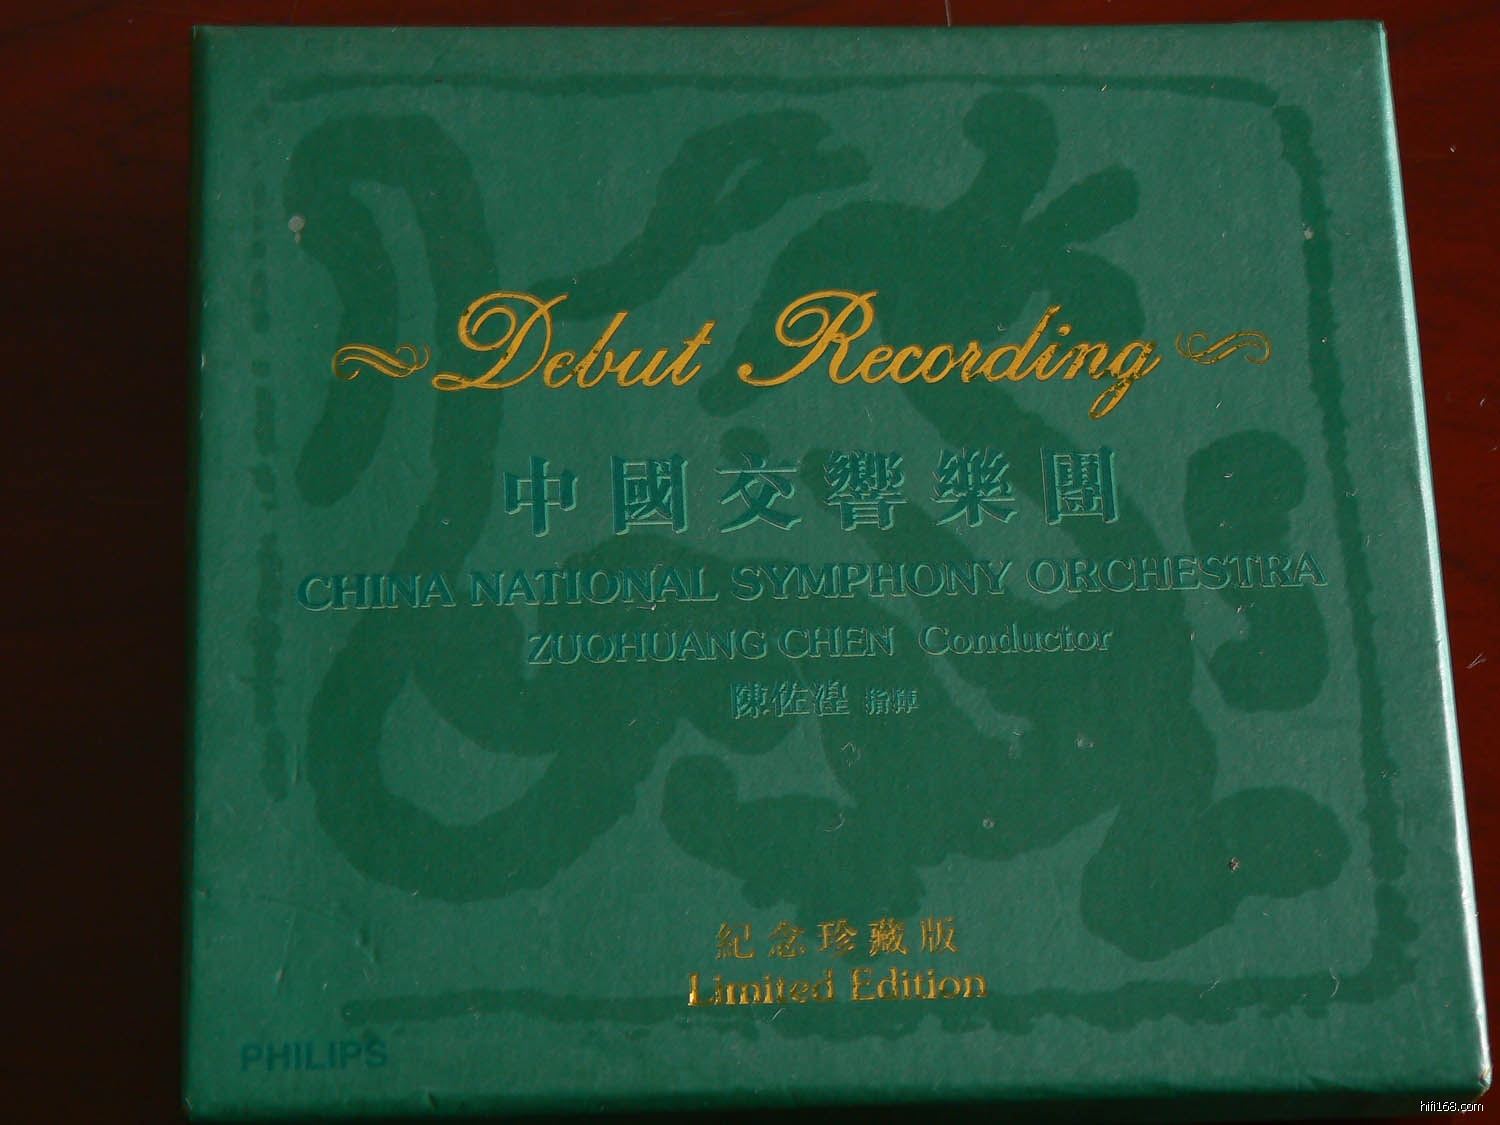 Debut Recording
中國交響樂團
CHINA NATIONAL SYMPHONY ORCHESTRA
ZUOHUANG CHEN Conductor
陳佐湟 指揮
紀念珍藏版
Limited Edition
PHILIPS
hifi168.com